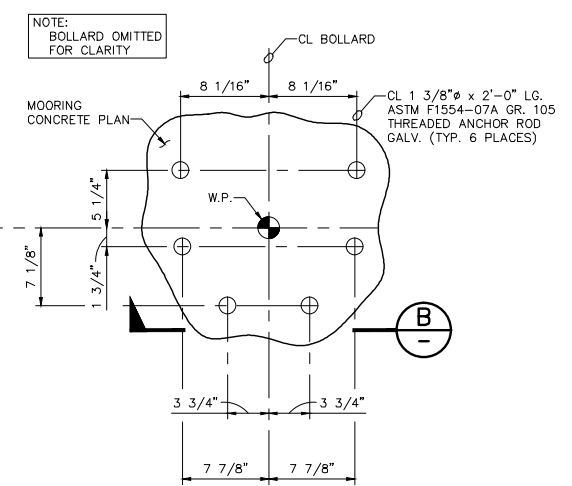 NOTE:
BOLLARD OMITTED
FOR CLARITY
CL BOLLARD
8 1/16"
8 1/16"
CL 1 3/8"ø x 2'-0" LG.
ASTM F1554-07A GR. 105
THREADED ANCHOR ROD
GALV. (TYP. 6 PLACES)
MOORING
CONCRETE PLAN
5 1/4"
W.P.
7 1/8"
1 3/4"
B
-
3 3/4"
3 3/4"
7 7/8"
7 7/8"